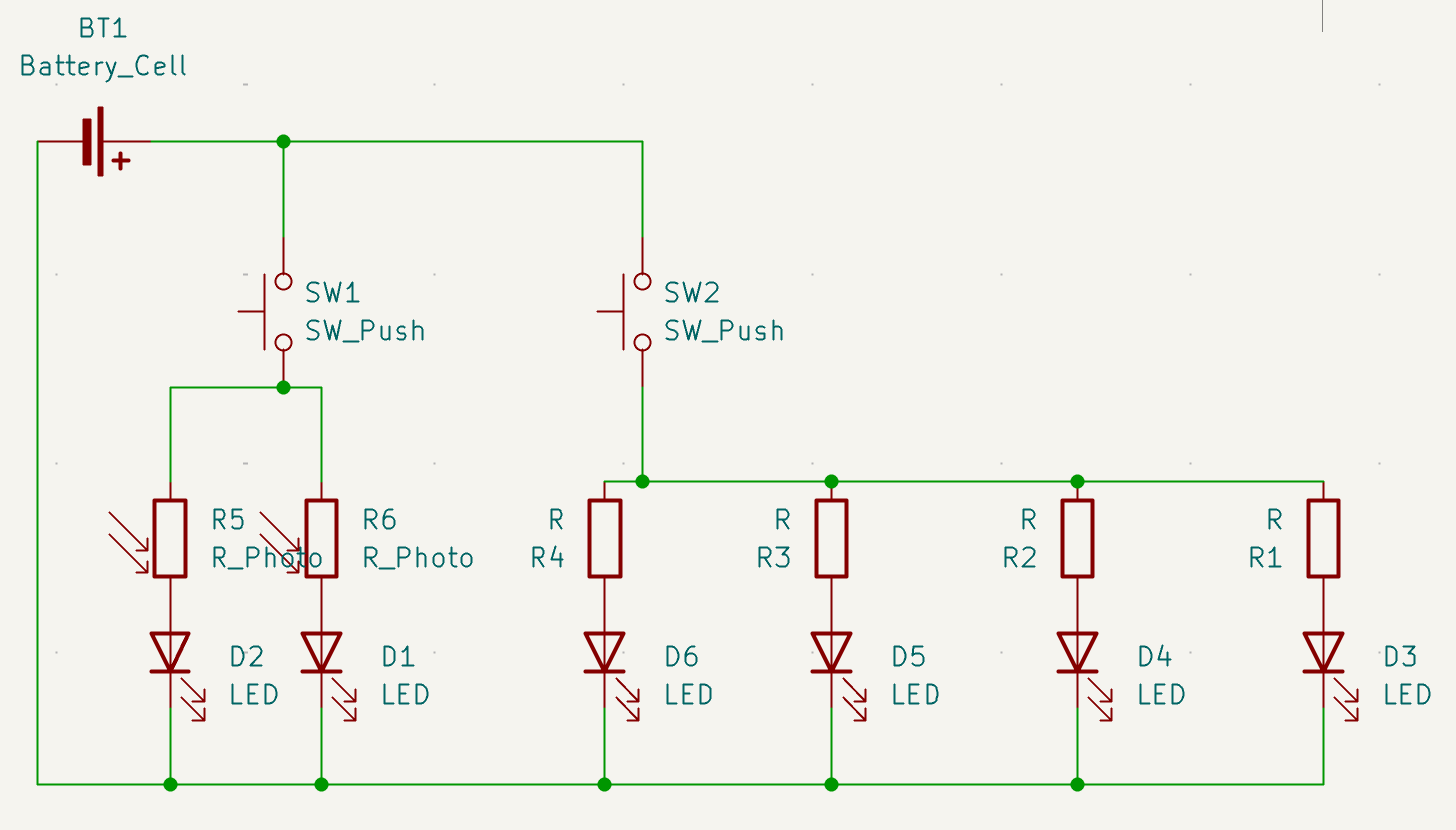 BT1
Battery_Cell
+
SW1
SW_Push
SW2
SW_Push
R5
R_Photo
R6
R_Photo
R
R4
R
R3
R
R2
R
R1
D2
LED
D1
LED
D6
LED
D5
LED
D4
LED
D3
LED